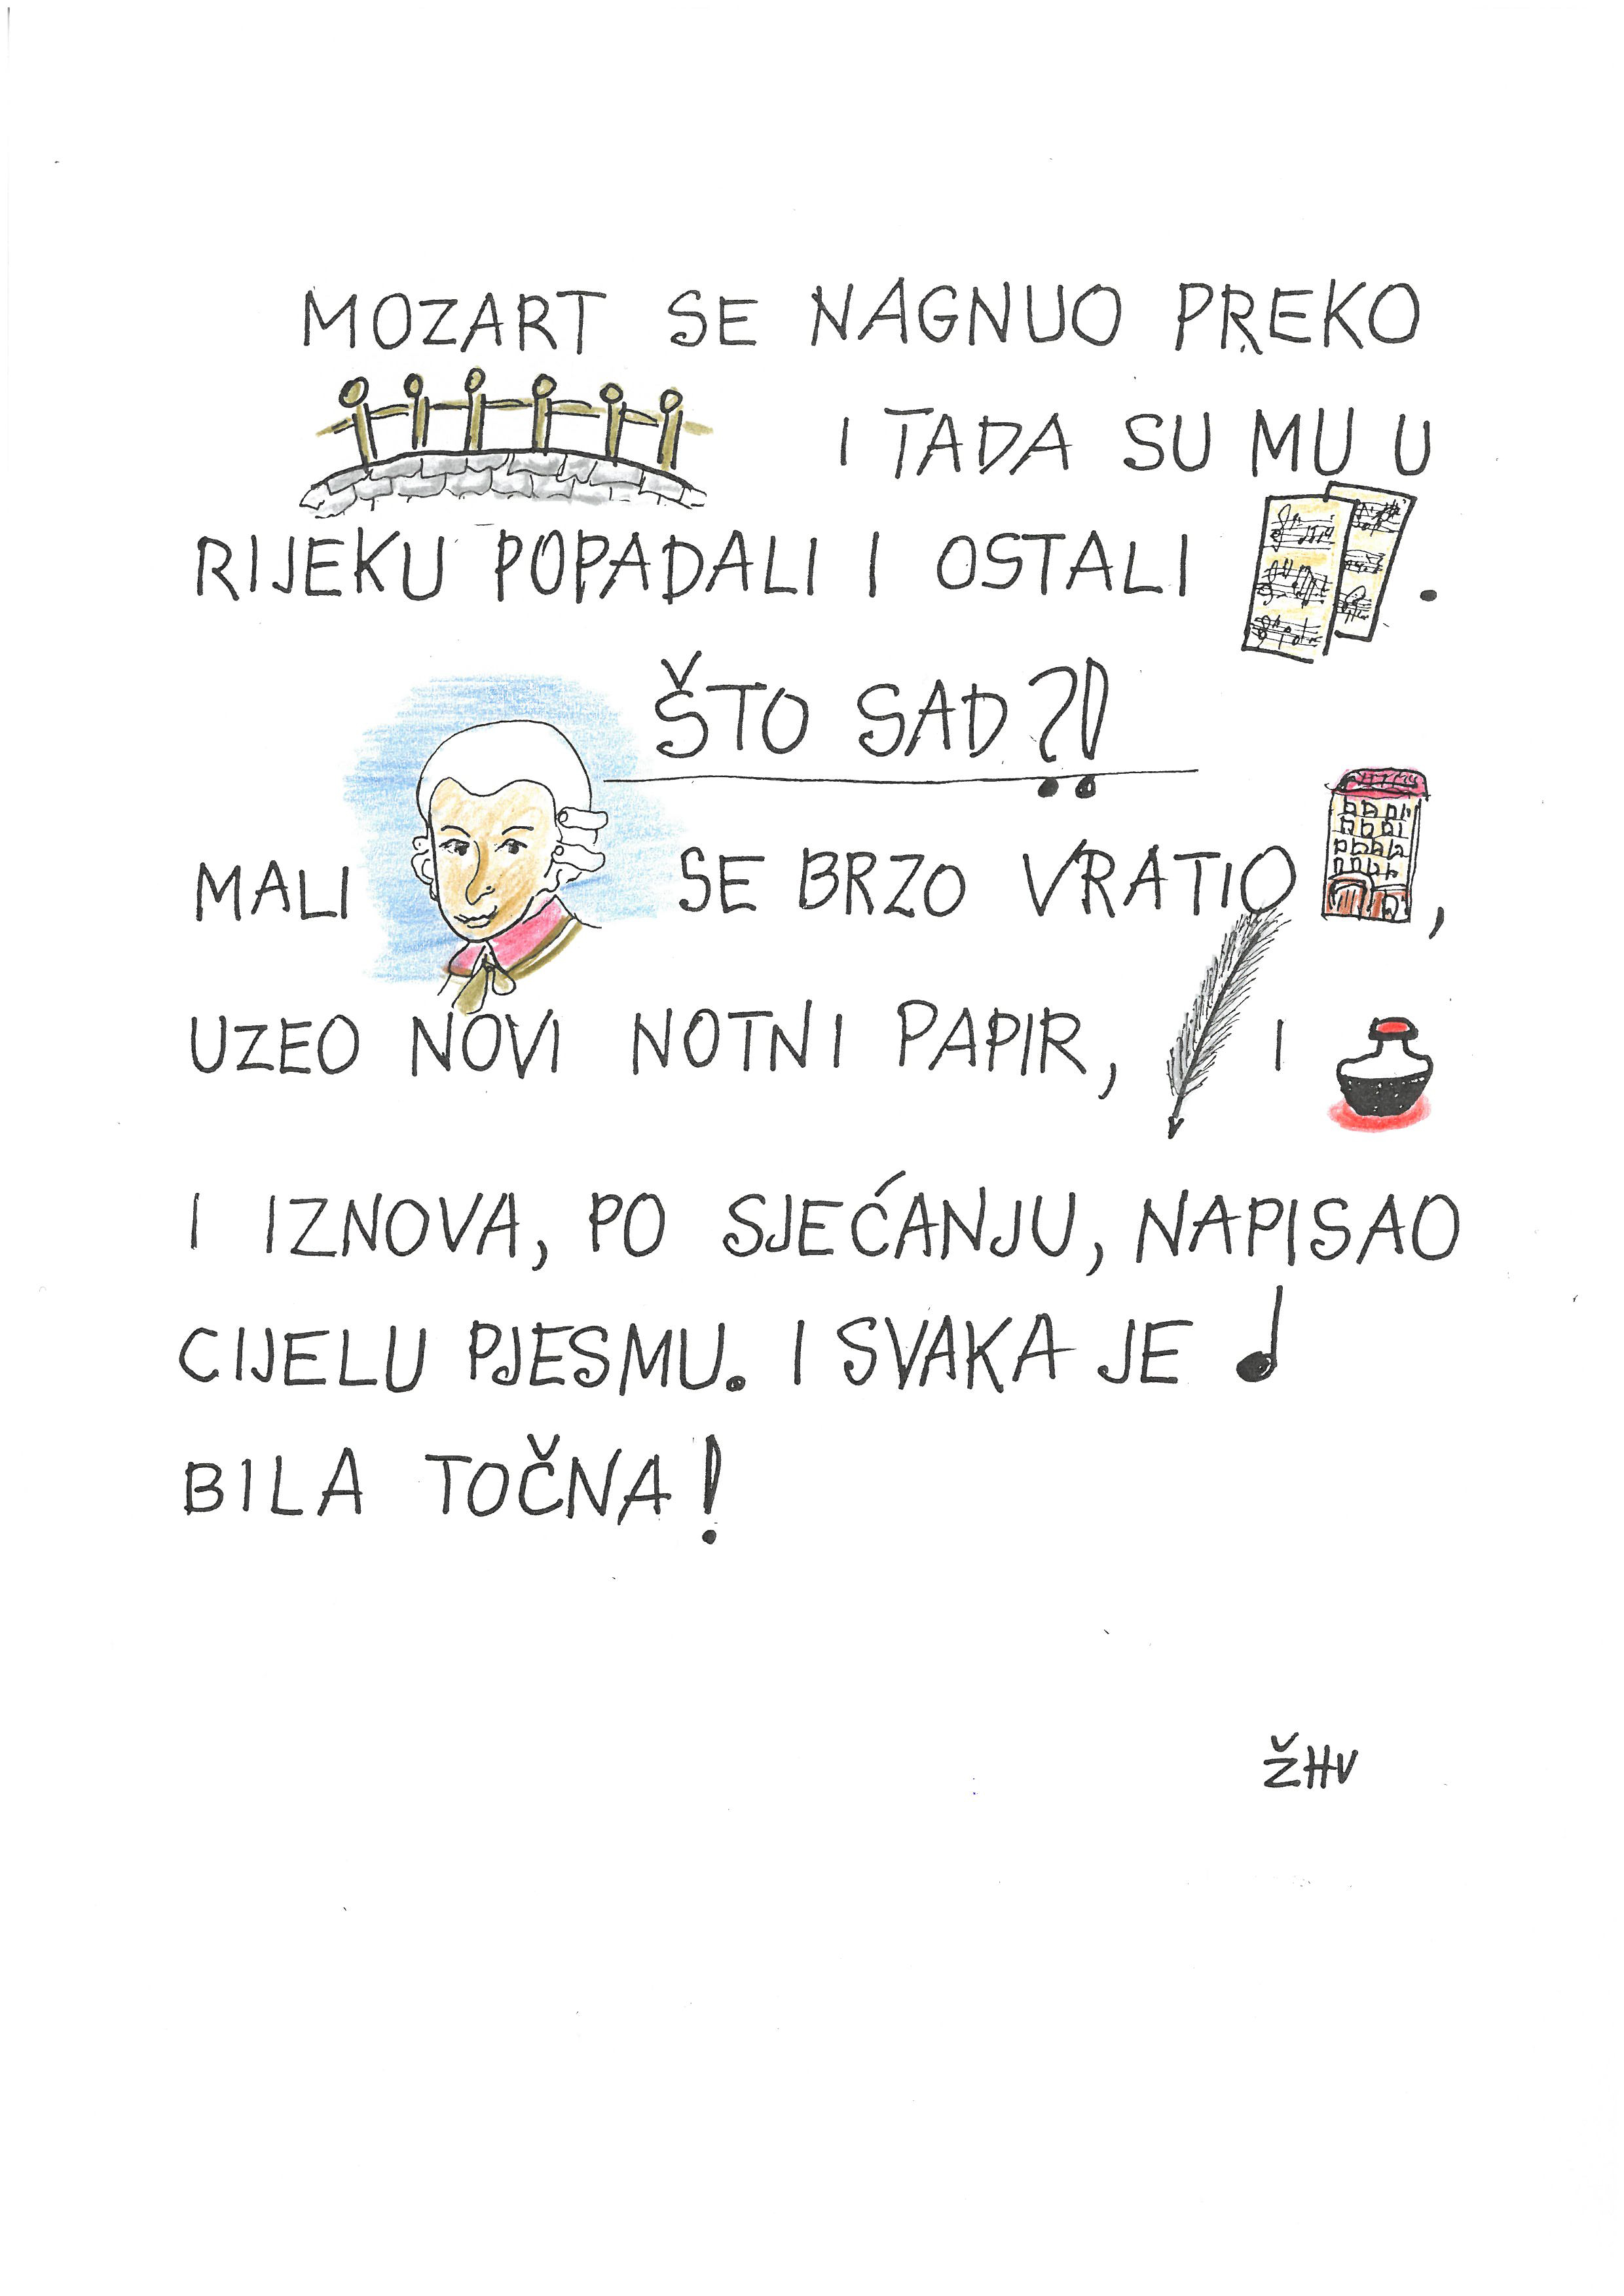 MOZART SE NAGNUO PREKO
I TADA SU MU U
RIJEKU POPADALI I OSTALI .
ŠTO SAD?!
MALI SE BRZO VRATIO ,
UZEO NOVI NOTNI PAPIR, I
I IZNOVA, PO SJEĆANJU, NAPISAO
CIJELU PJESMU. I SVAKA JE
BILA TOČNA!
ŽHV